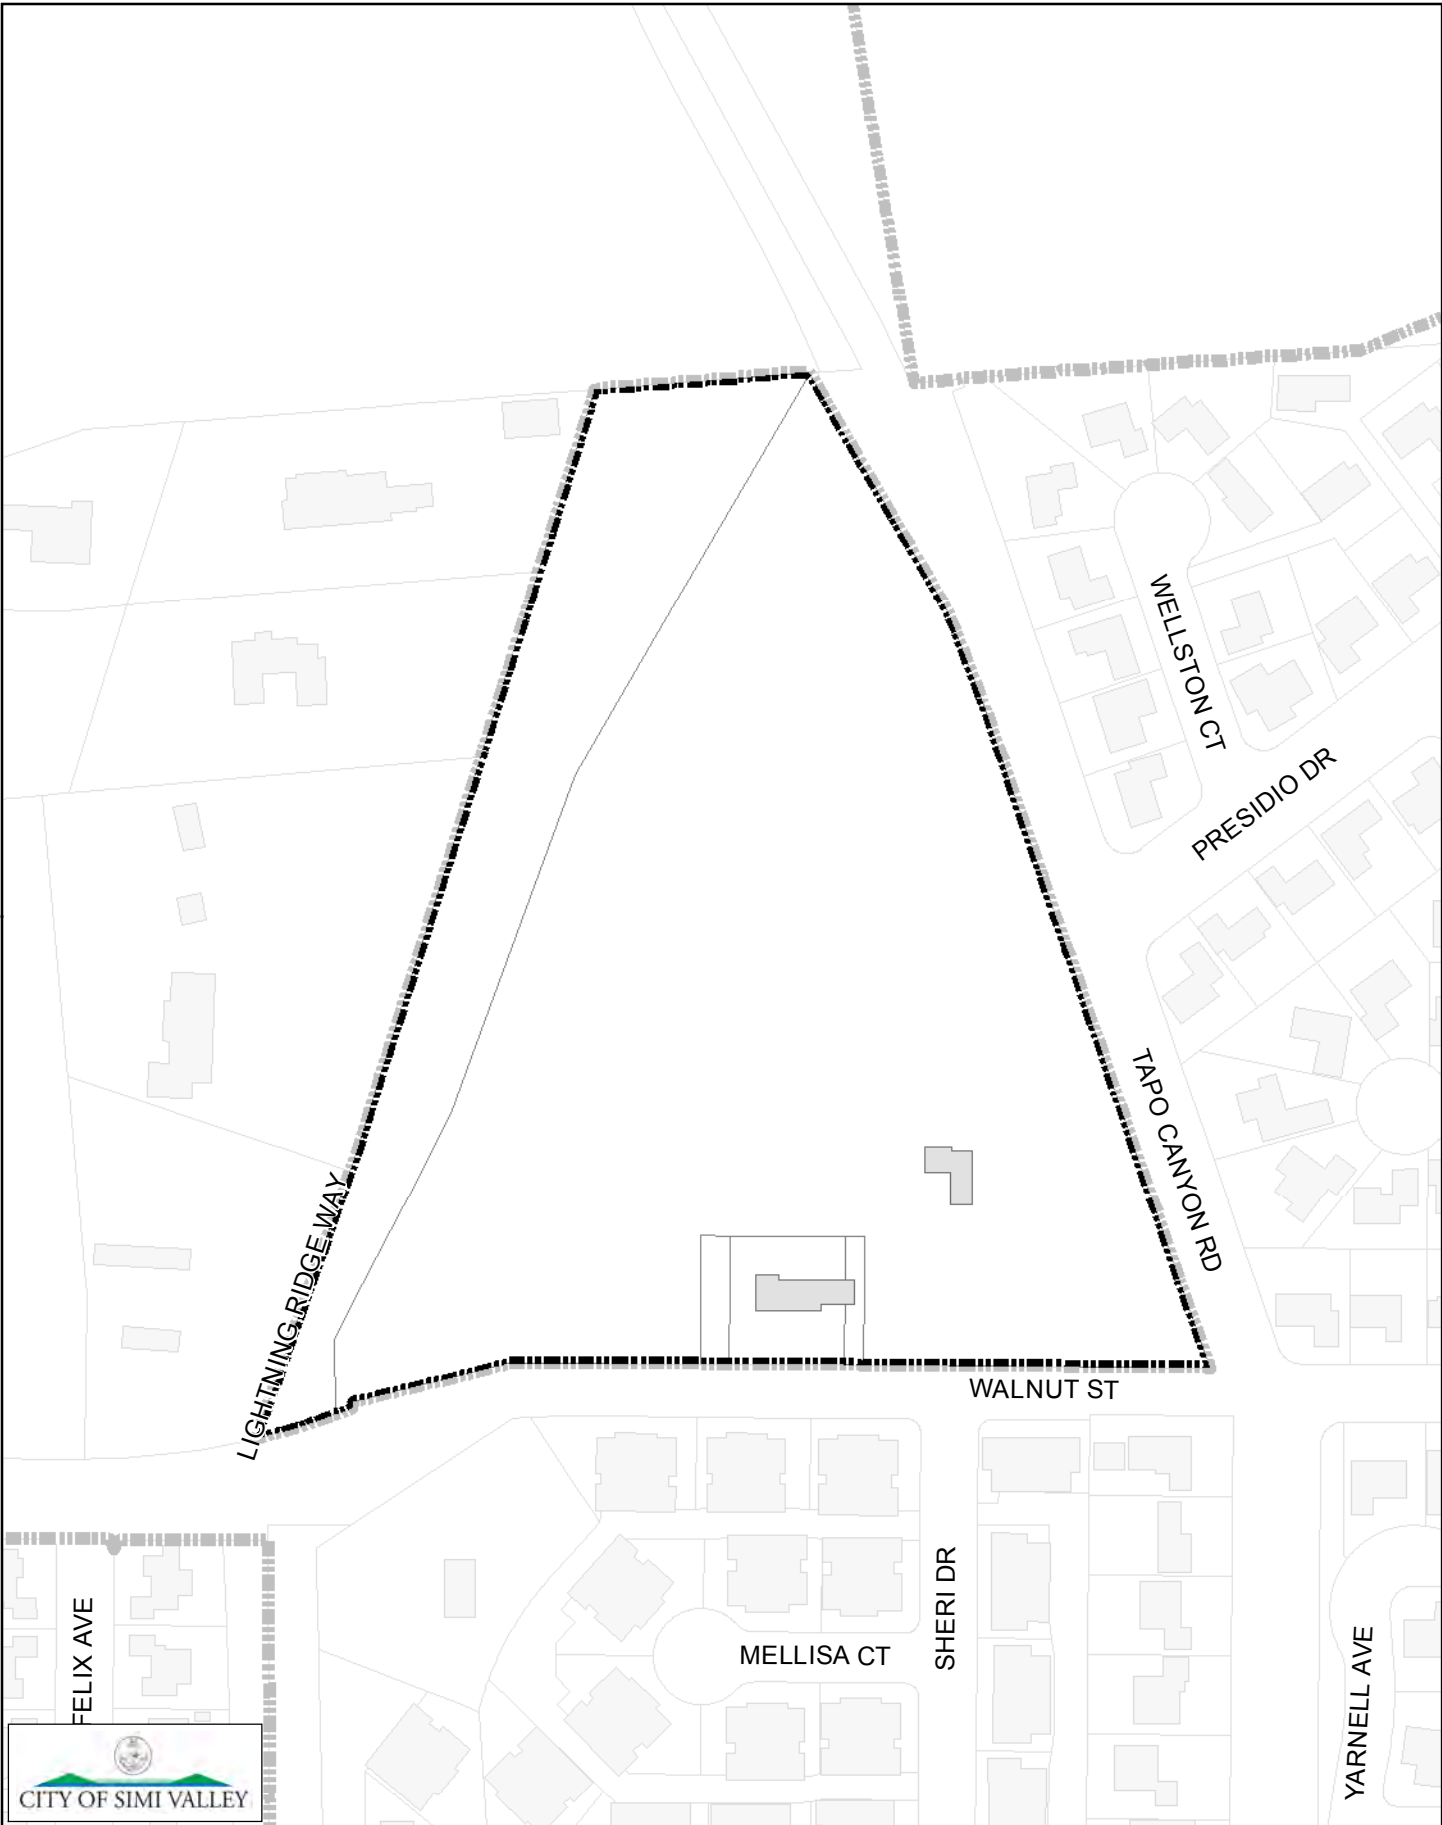 WELLSTON CT
PRESIDIO DR
TAPO CANYON RD
LIGHTNING RIDGE WAY
WALNUT ST
SHERI DR
MELLISA CT
FELIX AVE
YARNELL AVE
CITY OF SIMI VALLEY